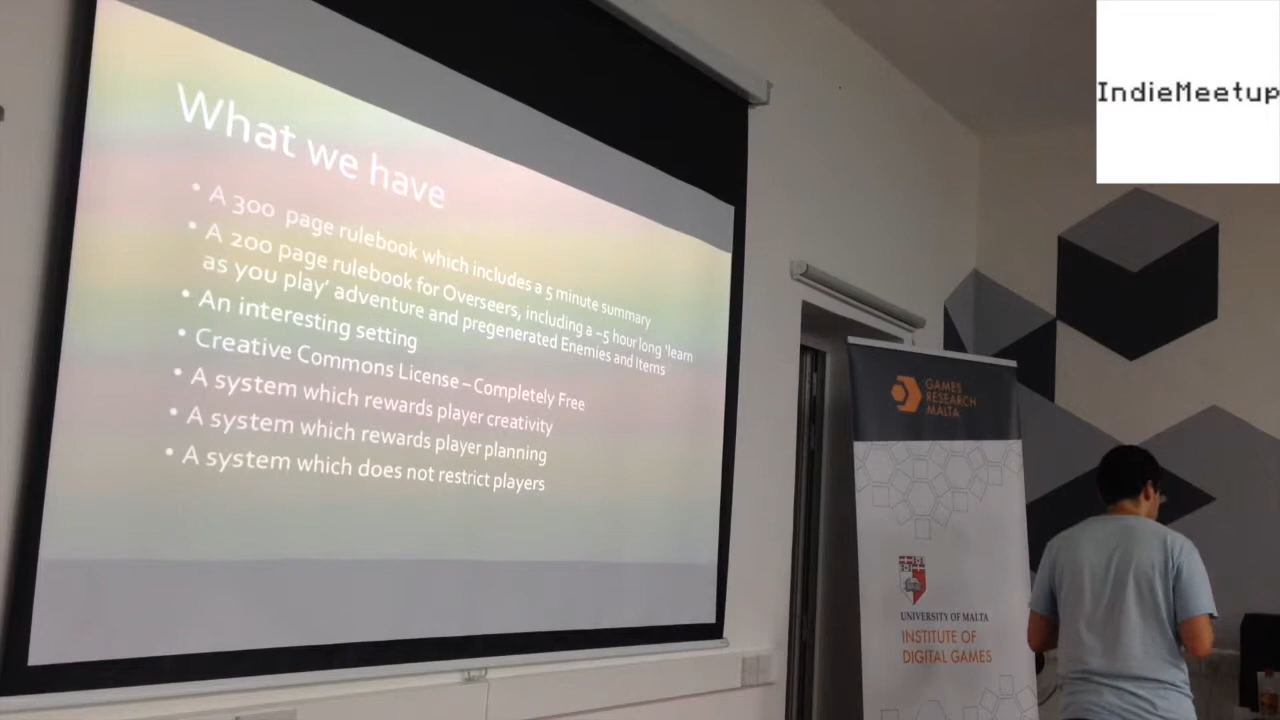 What we have
• A 300 page rulebook which includes a 5 minute summary
• A 200 page rulebook for Overseers, including a ~5 hour long 'learn
as you play' adventure and pregenerated Enemies and Items
• An interesting setting
• Creative Commons License – Completely Free
• A system which rewards player creativity
• A system which rewards player planning
• A system which does not restrict players
IndieMeetup
GAMES
RESEARCH
MALTA
UNIVERSITY OF MALTA
INSTITUTE OF
DIGITAL GAMES